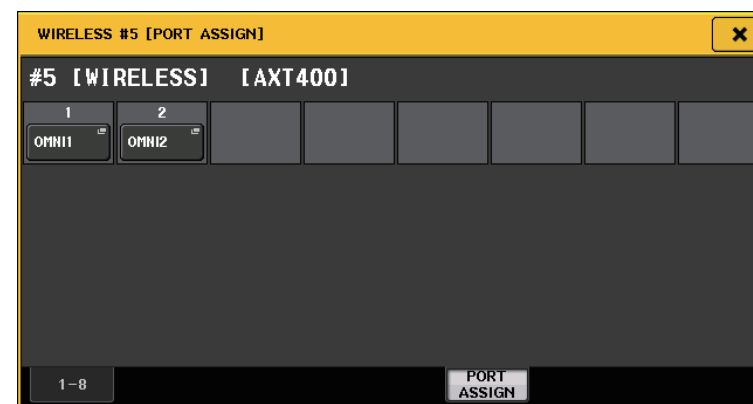 WIRELESS #5 [PORT ASSIGN]
#5 [WIRELESS] [AXT400]
1 2
OMNI1 OMNI2
1-8
PORT
ASSIGN